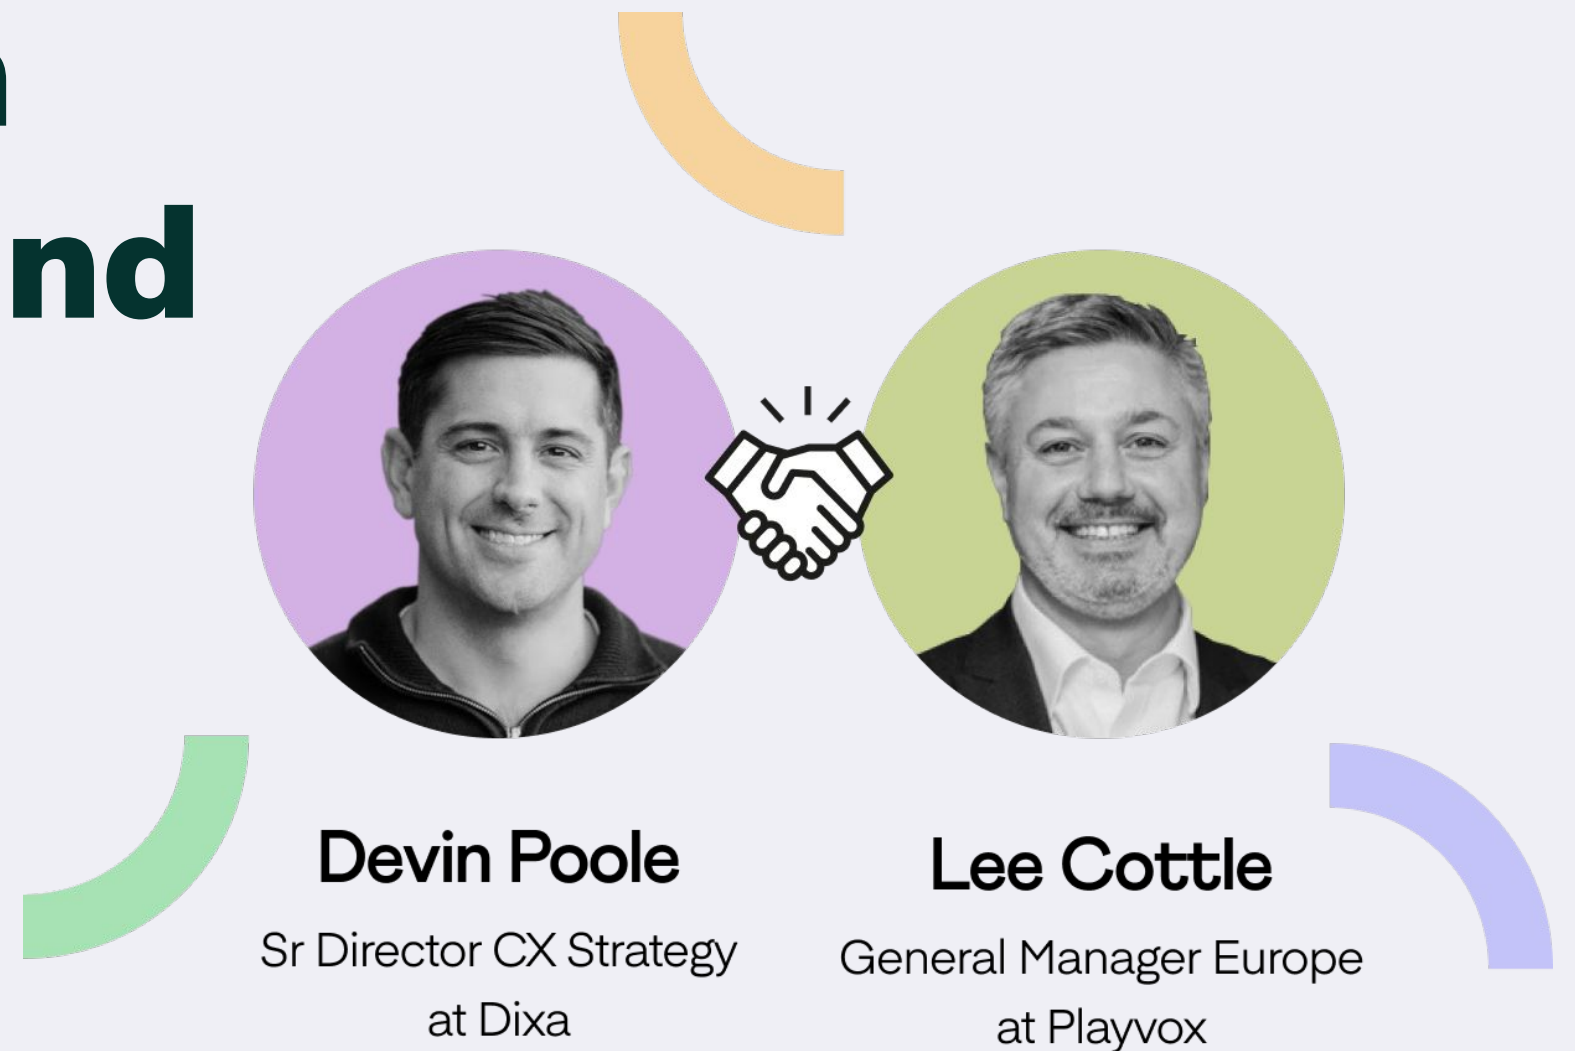 nd
Devin Poole
Sr Director CX Strategy
at Dixa
Lee Cottle
General Manager Europe
at Playvox